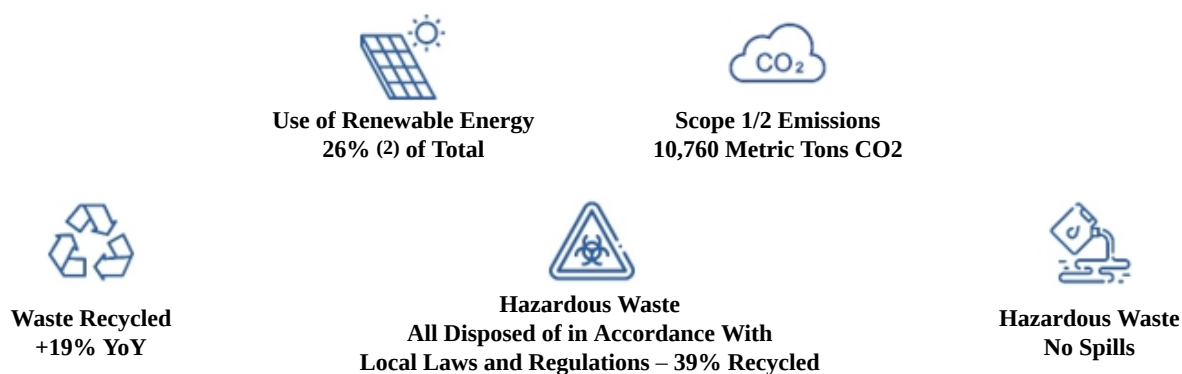 CO2
Use of Renewable Energy
26% (2) of Total
Scope 1/2 Emissions
10,760 Metric Tons CO2
Waste Recycled
+19% YoY
Hazardous Waste
All Disposed of in Accordance With
Local Laws and Regulations – 39% Recycled
Hazardous Waste
No Spills